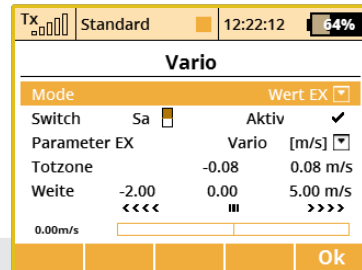 Tx Standard 12:22:12 64%
Vario
Mode Wert EX
Switch Sa Aktiv ✔
Parameter EX Vario [m/s]
Totzone -0.08 0.08 m/s
Weite -2.00 0.00 5.00 m/s
<<<< >>>>
0.00m/s
Ok